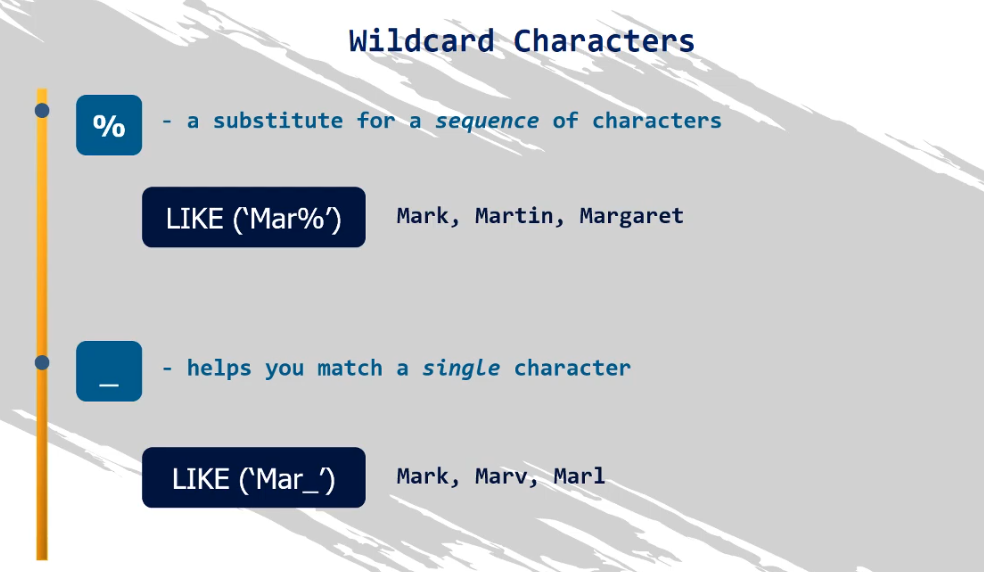 Wildcard Characters
%
- a substitute for a sequence of characters
LIKE (‘Mar%’)
Mark, Martin, Margaret
_
- helps you match a single character
LIKE (‘Mar_’)
Mark, Marv, Marl